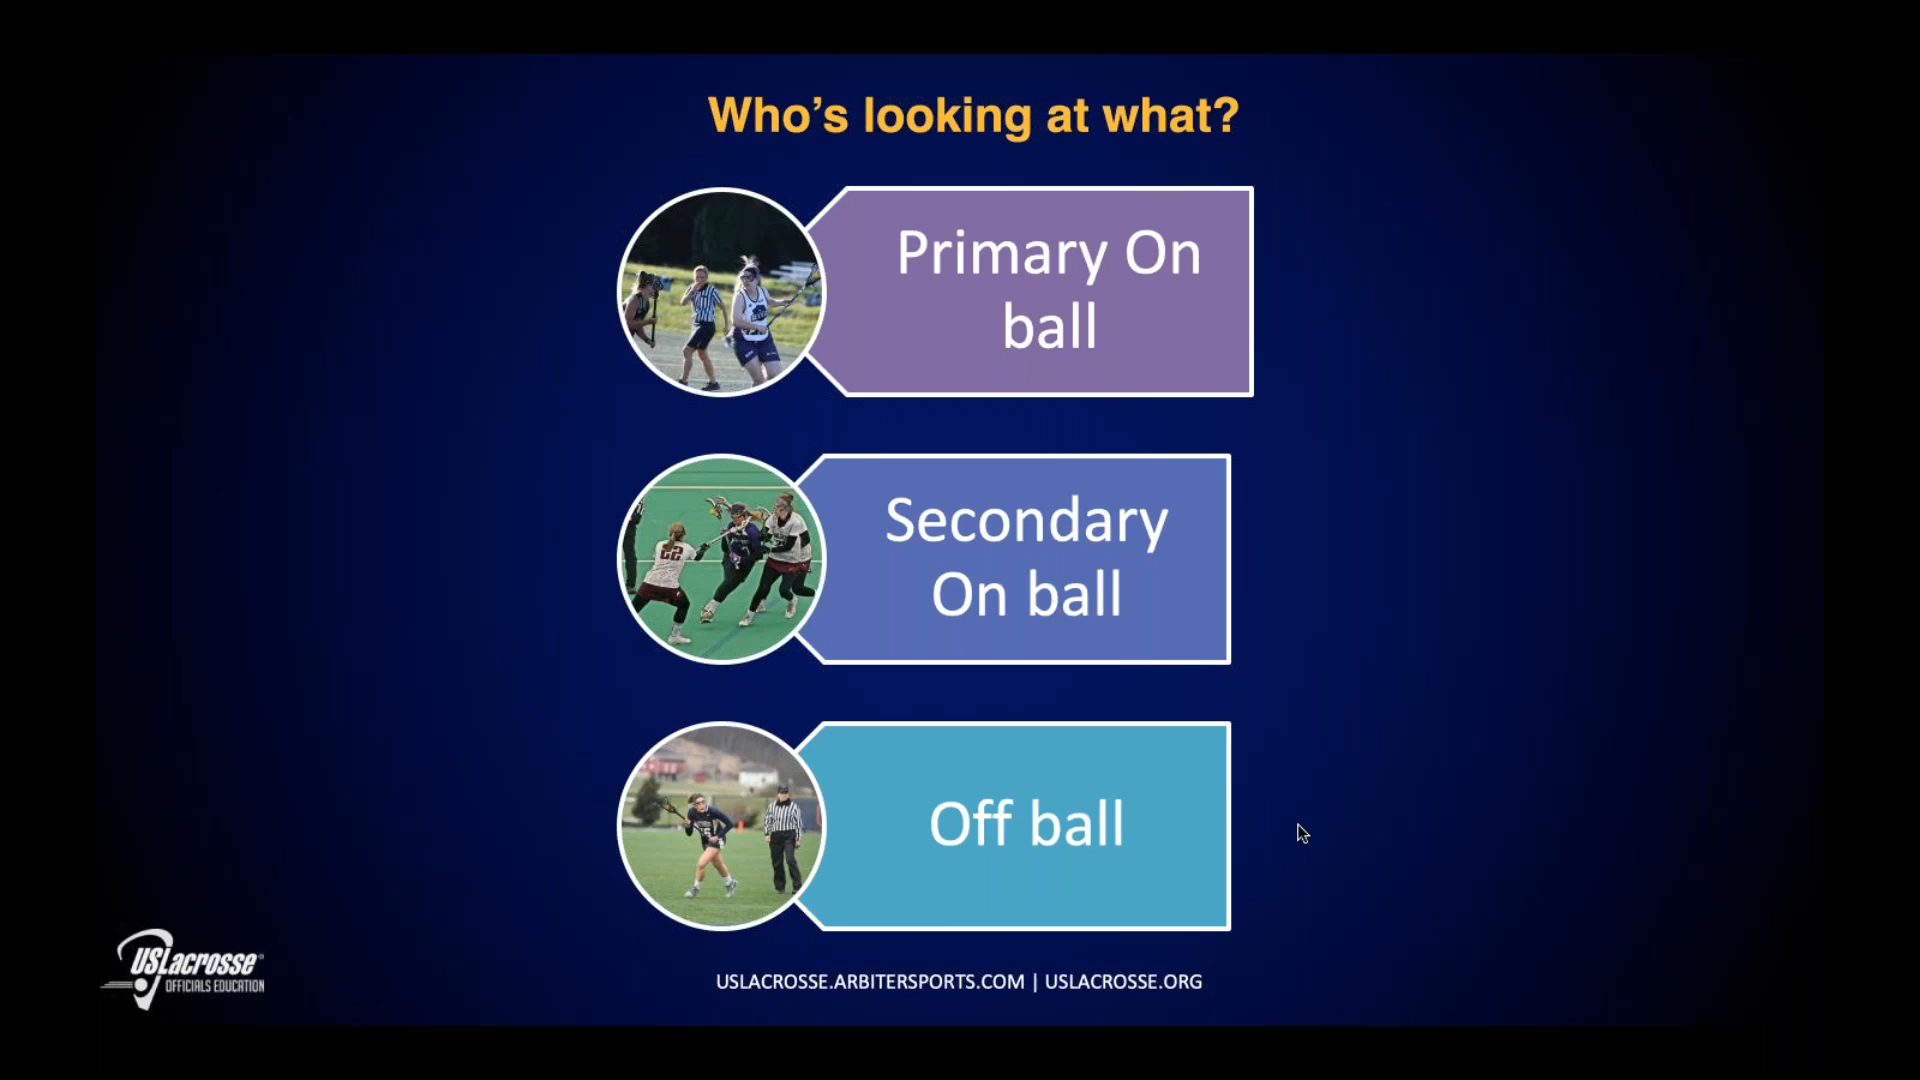 Who’s looking at what?
Primary On
ball
22
Secondary
On ball
Off ball
USLacrosse
OFFICIALS EDUCATION
USLACROSSE.ARBITERSPORTS.COM | USLACROSSE.ORG